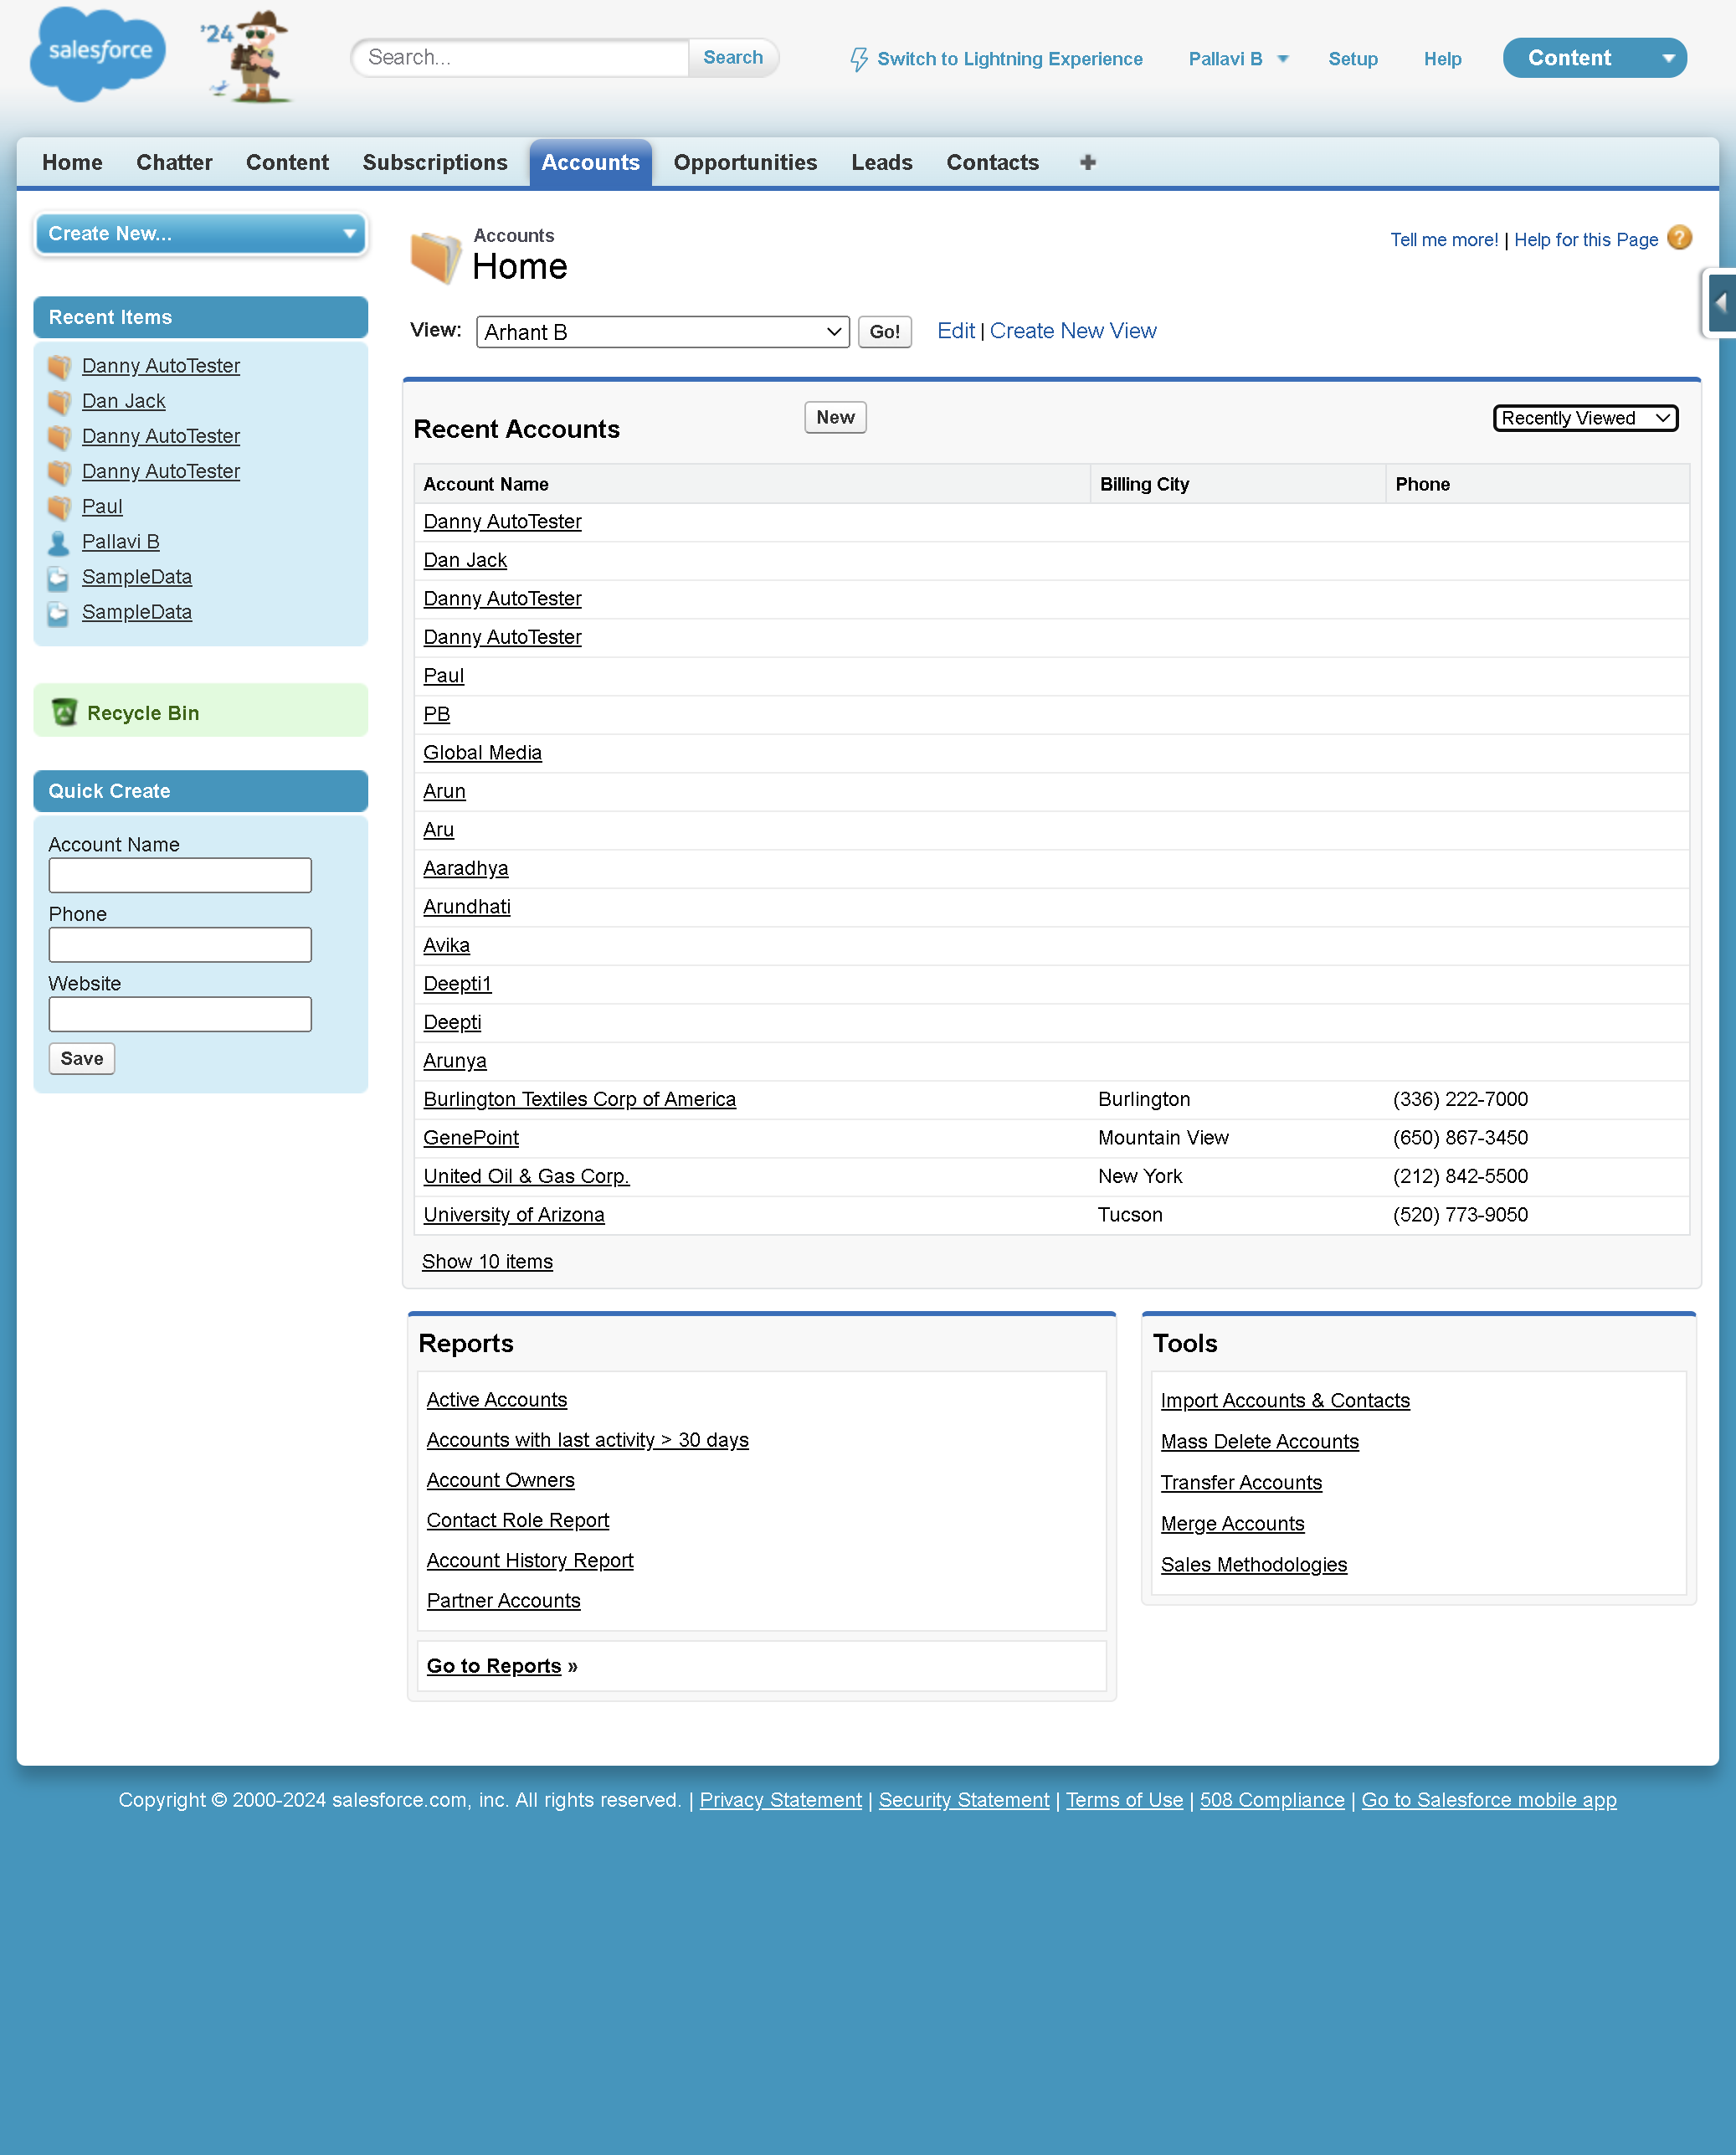 salesforce
'24
Search...
Search
Switch to Lightning Experience
Pallavi B
Setup
Help
Content
Home
Chatter
Content
Subscriptions
Accounts
Opportunities
Leads
Contacts
Create New...
Recent Items
Danny AutoTester
Dan Jack
Danny AutoTester
Danny AutoTester
Paul
Pallavi B
SampleData
SampleData
Recycle Bin
Quick Create
Account Name
Phone
Website
Save
Accounts
Home
Tell me more! | Help for this Page ?
View: Arhant B Go! Edit | Create New View
Recent Accounts New Recently Viewed
Account Name Billing City Phone
Danny AutoTester
Dan Jack
Danny AutoTester
Danny AutoTester
Paul
PB
Global Media
Arun
Aru
Aaradhya
Arundhati
Avika
Deepti1
Deepti
Arunya
Burlington Textiles Corp of America Burlington (336) 222-7000
GenePoint Mountain View (650) 867-3450
United Oil & Gas Corp. New York (212) 842-5500
University of Arizona Tucson (520) 773-9050
Show 10 items
Reports
Active Accounts
Accounts with last activity > 30 days
Account Owners
Contact Role Report
Account History Report
Partner Accounts
Go to Reports »
Tools
Import Accounts & Contacts
Mass Delete Accounts
Transfer Accounts
Merge Accounts
Sales Methodologies
Copyright © 2000-2024 salesforce.com, inc. All rights reserved. | Privacy Statement | Security Statement | Terms of Use | 508 Compliance | Go to Salesforce mobile app